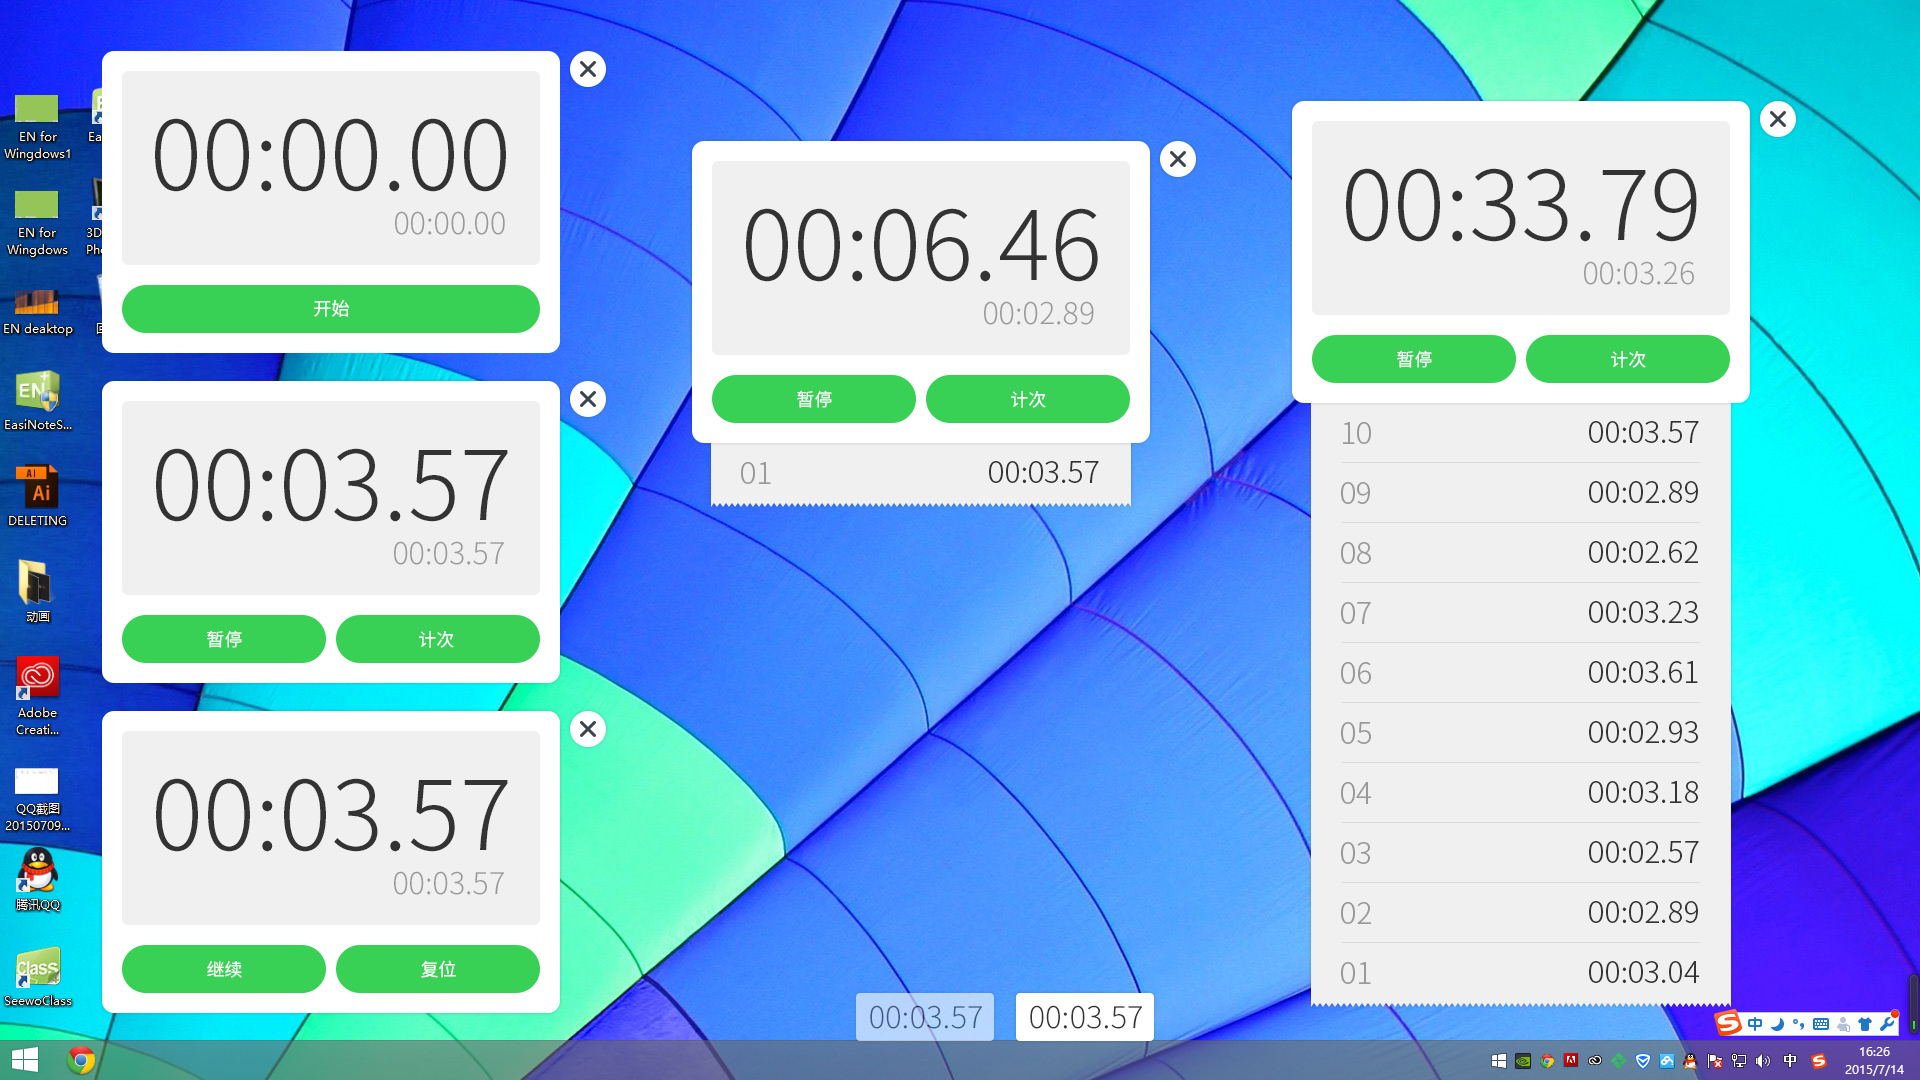 EN for
Wingdows1
EN for
Wingdows
EN deaktop
EasiNoteS...
DELETING
动画
Adobe
Creati...
QQ截图
20150709...
腾讯QQ
SeewoClass
Ea
3D
Pho
EN
Ai
Ai
Class
00:00.00
00:00.00
开始
00:03.57
00:03.57
暂停 计次
00:03.57
00:03.57
继续 复位
00:06.46
00:02.89
暂停 计次
01 00:03.57
00:03.57
00:03.57
00:33.79
00:03.26
暂停 计次
10 00:03.57
09 00:02.89
08 00:02.62
07 00:03.23
06 00:03.61
05 00:02.93
04 00:03.18
03 00:02.57
02 00:02.89
01 00:03.04
中
中
16:26
2015/7/14